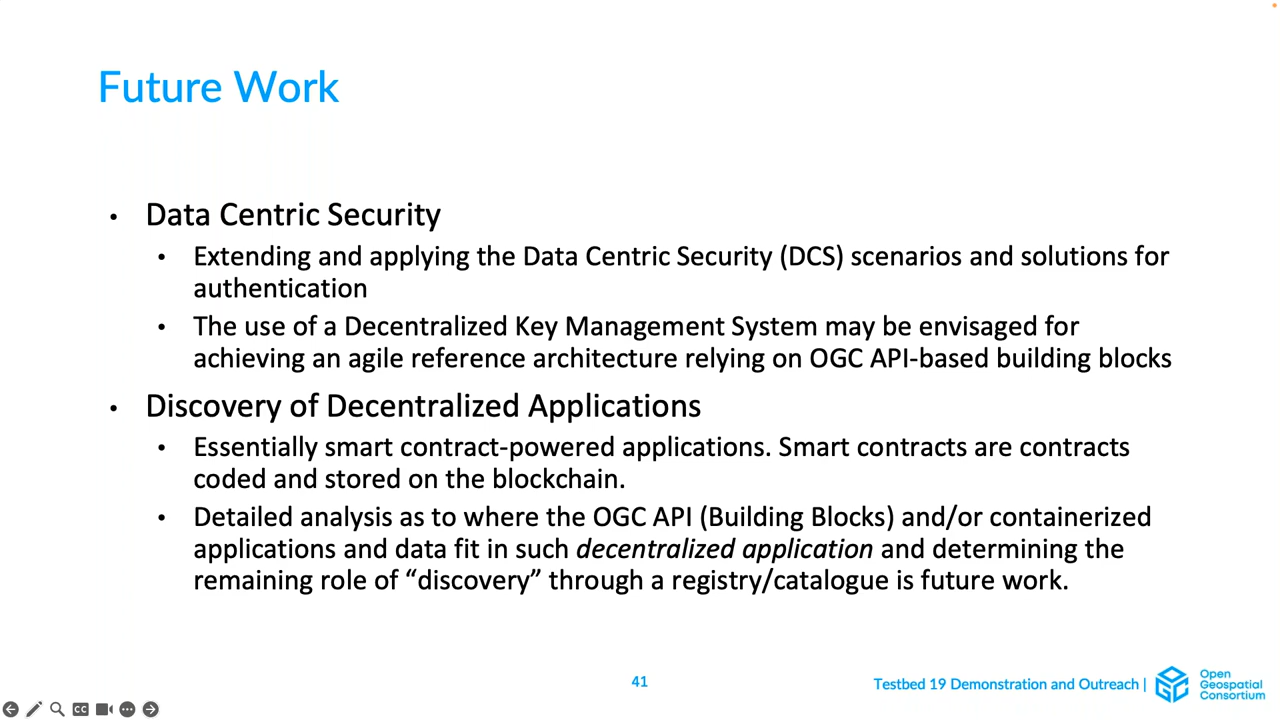 Future Work
• Data Centric Security
• Extending and applying the Data Centric Security (DCS) scenarios and solutions for
authentication
• The use of a Decentralized Key Management System may be envisaged for
achieving an agile reference architecture relying on OGC API-based building blocks
• Discovery of Decentralized Applications
• Essentially smart contract-powered applications. Smart contracts are contracts
coded and stored on the blockchain.
• Detailed analysis as to where the OGC API (Building Blocks) and/or containerized
applications and data fit in such decentralized application and determining the
remaining role of “discovery” through a registry/catalogue is future work.
41
Testbed 19 Demonstration and Outreach |
Open
Geospatial
Consortium
CC